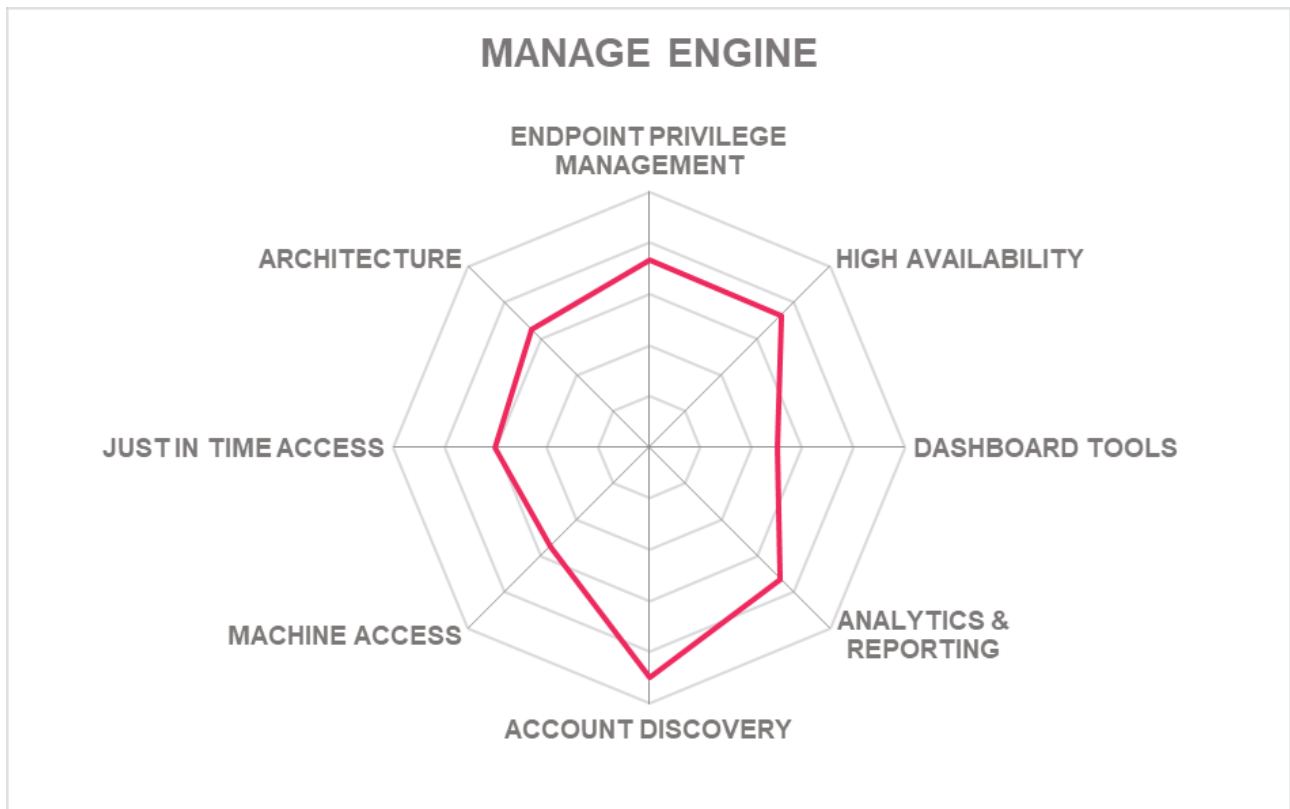 MANAGE ENGINE
ENDPOINT PRIVILEGE
MANAGEMENT
ARCHITECTURE
HIGH AVAILABILITY
JUST IN TIME ACCESS
DASHBOARD TOOLS
MACHINE ACCESS
ANALYTICS &
REPORTING
ACCOUNT DISCOVERY